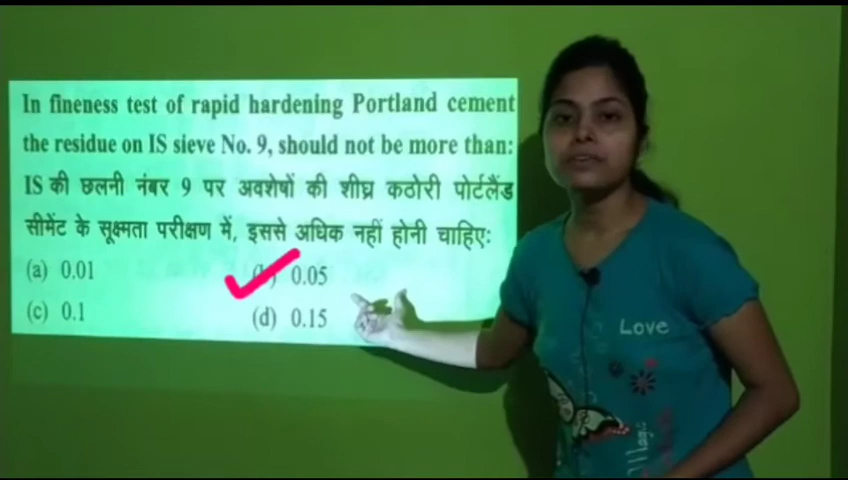 In fineness test of rapid hardening Portland cement
the residue on IS sieve No. 9, should not be more than:
IS की छलनी नंबर 9 पर अवशेषों की शीघ्र कठोरी पोर्टलैंड
सीमेंट के सूक्ष्मता परीक्षण में, इससे अधिक नहीं होनी चाहिए:
(a) 0.01
(b) 0.05
(c) 0.1
(d) 0.15
Love
Magic